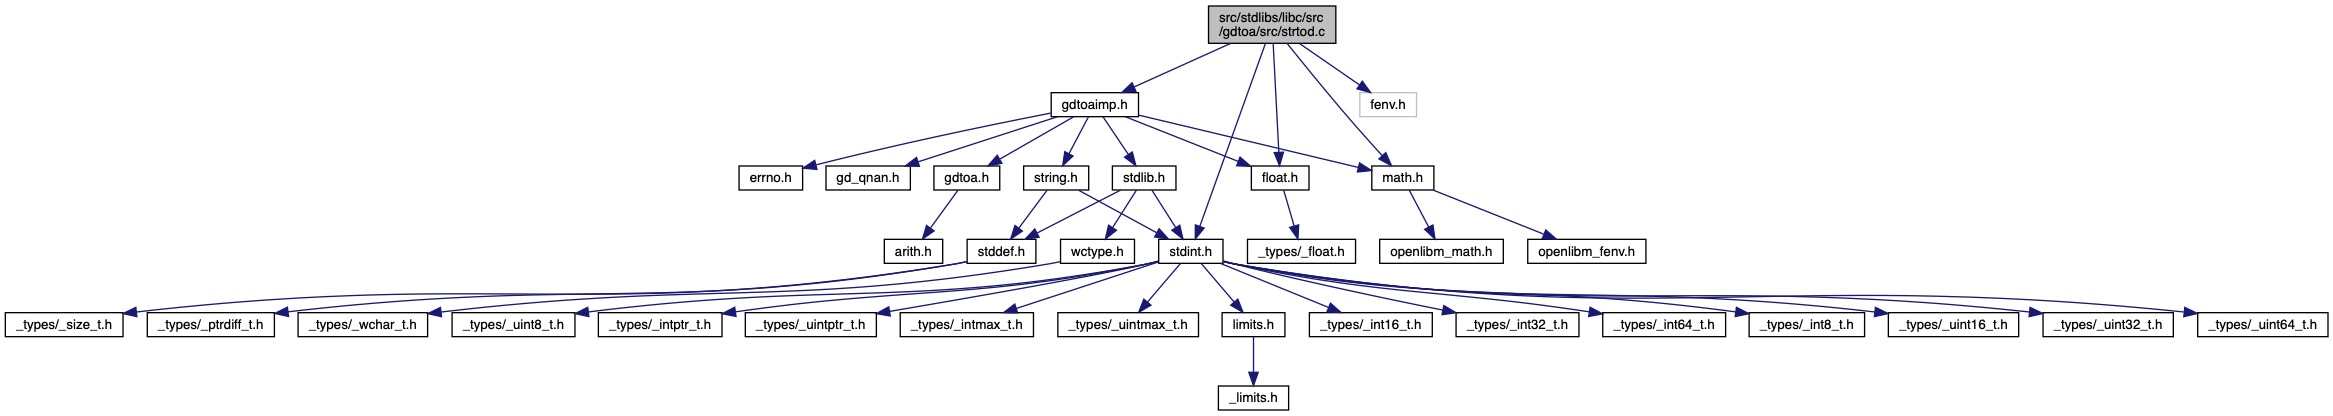 src/stdlibs/libc/src
/gdtoa/src/strtod.c
gdtoaimp.h
fenv.h
errno.h
gd_qnan.h
gdtoa.h
string.h
stdlib.h
float.h
math.h
arith.h
stddef.h
wctype.h
stdint.h
_types/_float.h
openlibm_math.h
openlibm_fenv.h
_types/_size_t.h
_types/_ptrdiff_t.h
_types/_wchar_t.h
_types/_uint8_t.h
_types/_intptr_t.h
_types/_uintptr_t.h
_types/_intmax_t.h
_types/_uintmax_t.h
limits.h
_types/_int16_t.h
_types/_int32_t.h
_types/_int64_t.h
_types/_int8_t.h
_types/_uint16_t.h
_types/_uint32_t.h
_types/_uint64_t.h
_limits.h